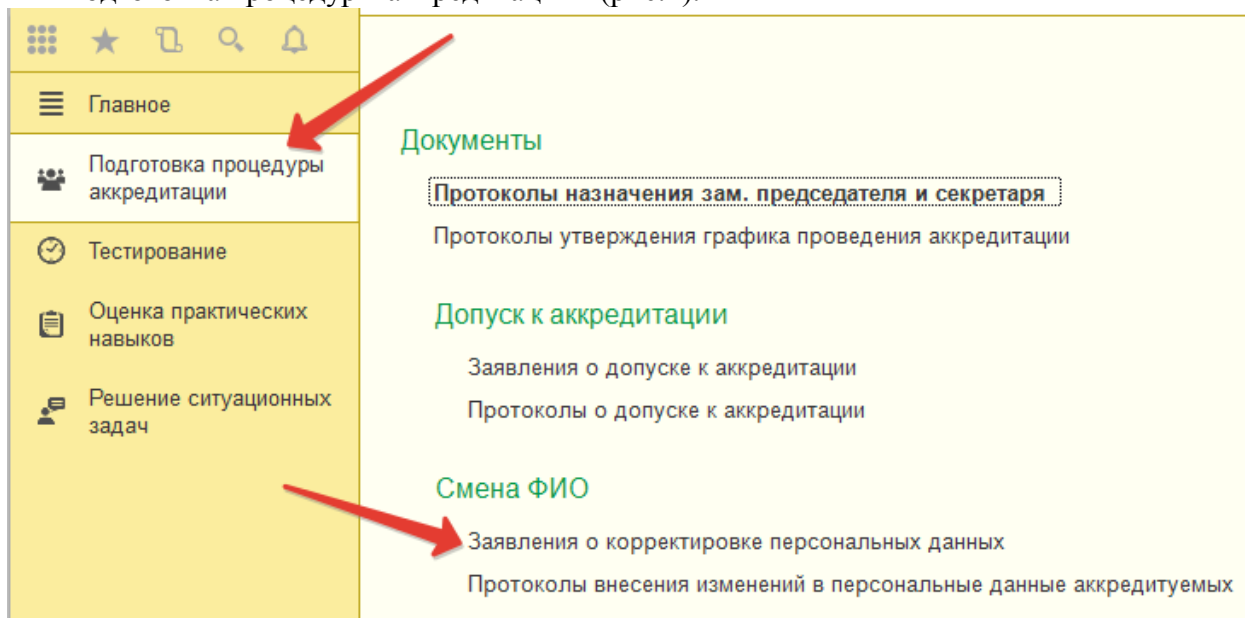 Главное
Подготовка процедуры
аккредитации
Тестирование
Оценка практических
навыков
Решение ситуационных
задач
Документы
Протоколы назначения зам. председателя и секретаря
Протоколы утверждения графика проведения аккредитации
Допуск к аккредитации
Заявления о допуске к аккредитации
Протоколы о допуске к аккредитации
Смена ФИО
Заявления о корректировке персональных данных
Протоколы внесения изменений в персональные данные аккредитуемых